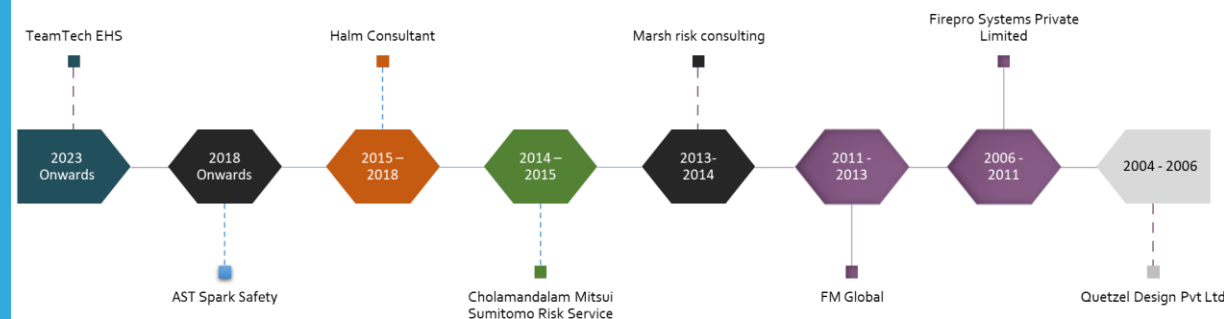 TeamTech EHS
Halm Consultant
Marsh risk consulting
Firepro Systems Private
Limited
2023
Onwards
2018
Onwards
2015 –
2018
2014 –
2015
2013-
2014
2011 -
2013
2006 -
2011
2004 - 2006
AST Spark Safety
Cholamandalam Mitsui
Sumitomo Risk Service
FM Global
Quetzel Design Pvt Ltd